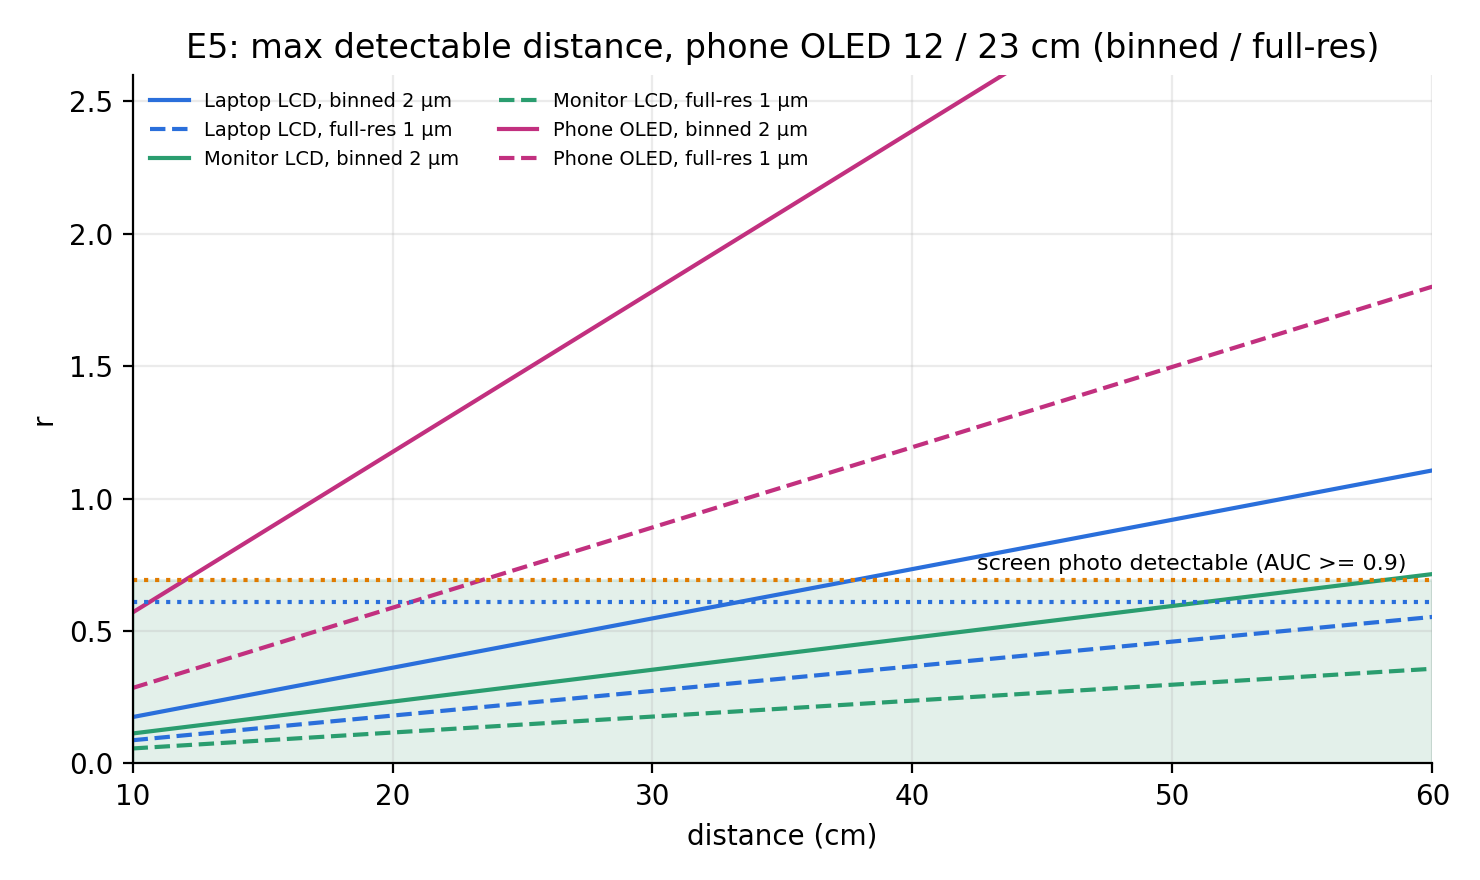 E5: max detectable distance, phone OLED 12 / 23 cm (binned / full-res)
Laptop LCD, binned 2 µm
Laptop LCD, full-res 1 µm
Monitor LCD, binned 2 µm
Monitor LCD, full-res 1 µm
Phone OLED, binned 2 µm
Phone OLED, full-res 1 µm
2.5
2.0
1.5
1.0
0.5
0.0
r
screen photo detectable (AUC >= 0.9)
10 20 30 40 50 60
distance (cm)